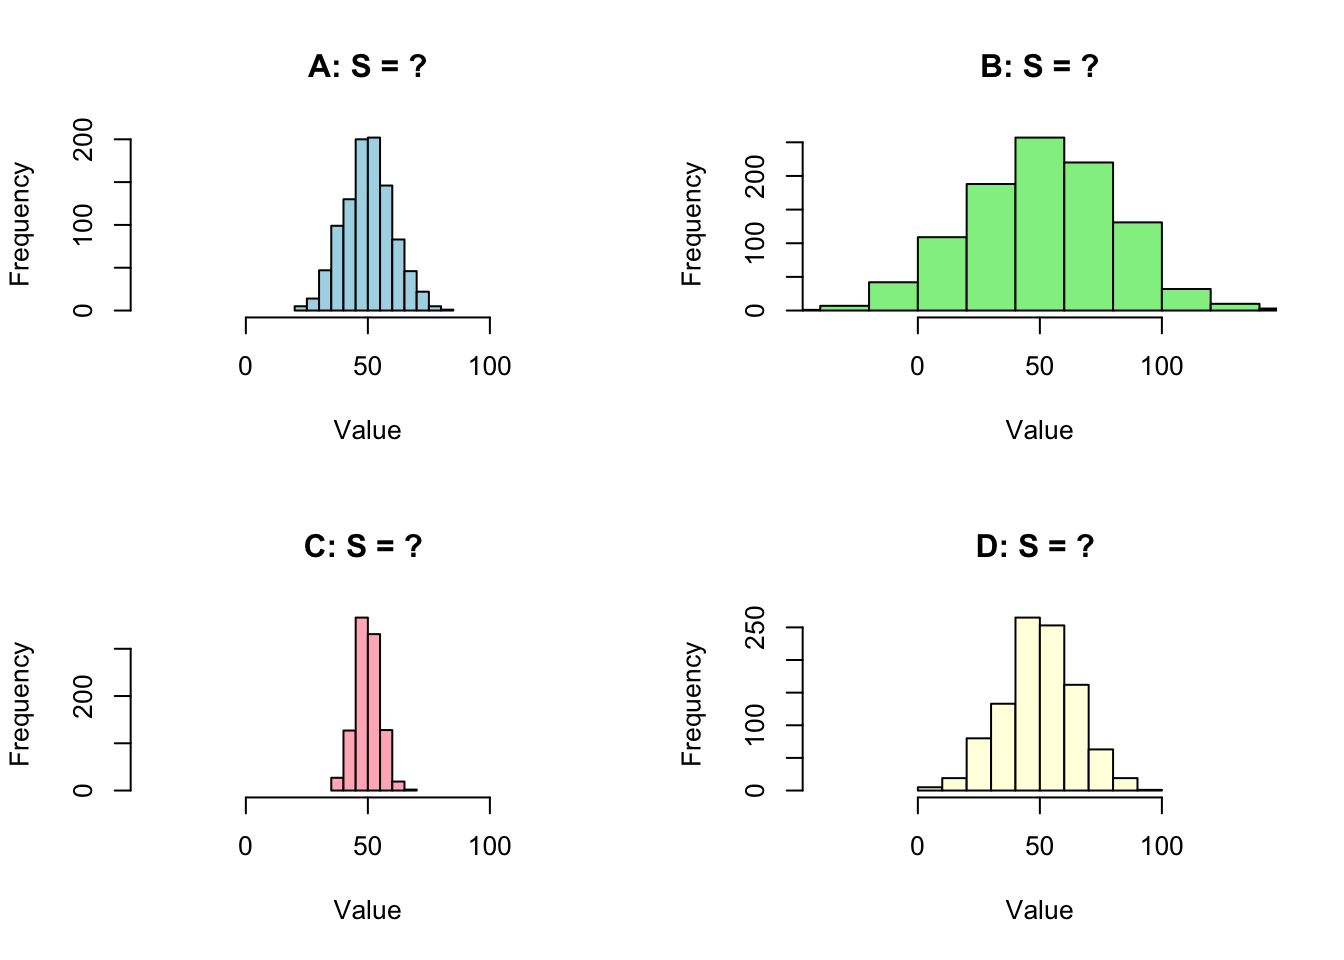 A: S = ?
Frequency
200
100
0
0 50 100
Value
B: S = ?
Frequency
200
100
0
0 50 100
Value
C: S = ?
Frequency
200
0
0 50 100
Value
D: S = ?
Frequency
250
100
0
0 50 100
Value